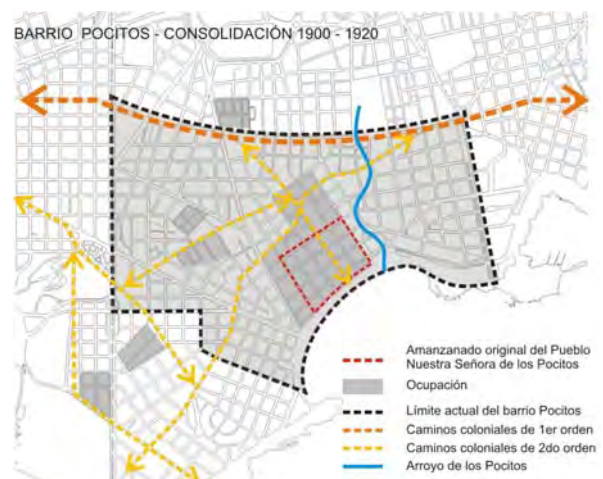 BARRIO POCITOS - CONSOLIDACIÓN 1900 - 1920
Amanzanado original del Pueblo
Nuestra Señora de los Pocitos
Ocupación
Límite actual del barrio Pocitos
Caminos coloniales de 1er orden
Caminos coloniales de 2do orden
Arroyo de los Pocitos